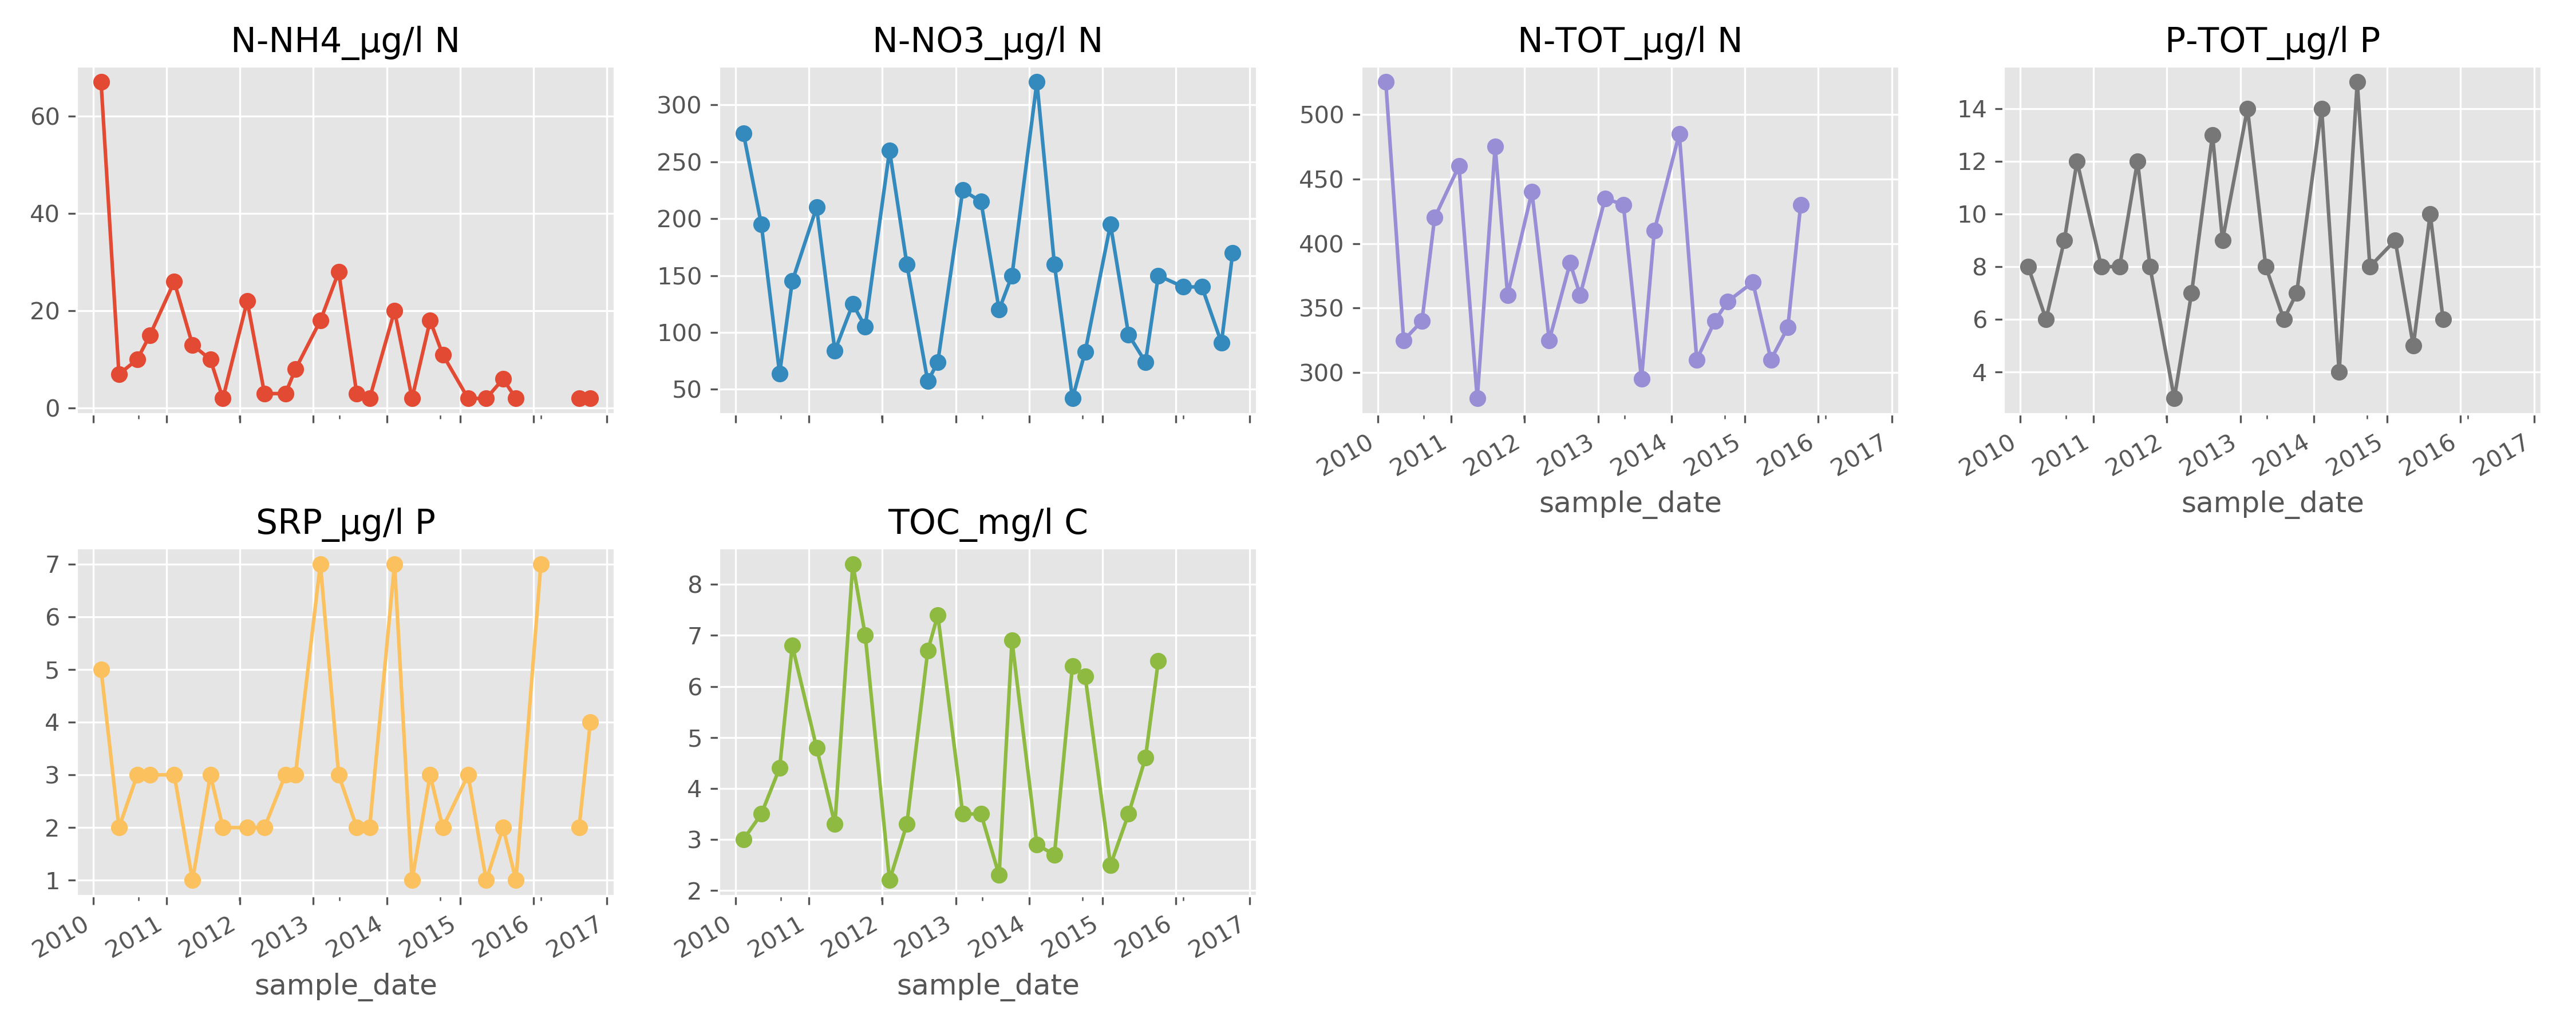 N-NH4_µg/l N
60
40
20
0
N-NO3_µg/l N
300
250
200
150
100
50
N-TOT_µg/l N
500
450
400
350
300
2010 2011 2012 2013 2014 2015 2016 2017
sample_date
P-TOT_µg/l P
14
12
10
8
6
4
2010 2011 2012 2013 2014 2015 2016 2017
sample_date
SRP_µg/l P
7
6
5
4
3
2
1
2010 2011 2012 2013 2014 2015 2016 2017
sample_date
TOC_mg/l C
8
7
6
5
4
3
2
2010 2011 2012 2013 2014 2015 2016 2017
sample_date